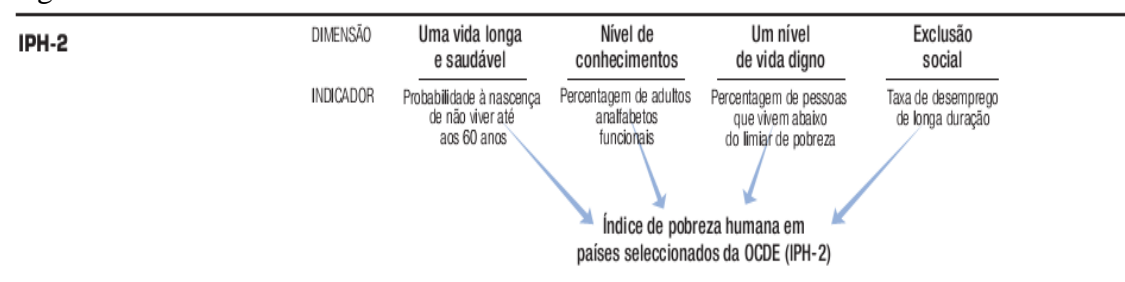 IPH-2
DIMENSÃO
Uma vida longa
e saudável
Nível de
conhecimentos
Um nível
de vida digno
Exclusão
social
INDICADOR
Probabilidade à nascença
de não viver até
aos 60 anos
Percentagem de adultos
analfabetos
funcionais
Percentagem de pessoas
que vivem abaixo
do limiar de pobreza
Taxa de desemprego
de longa duração
Índice de pobreza humana em
países seleccionados da OCDE (IPH-2)